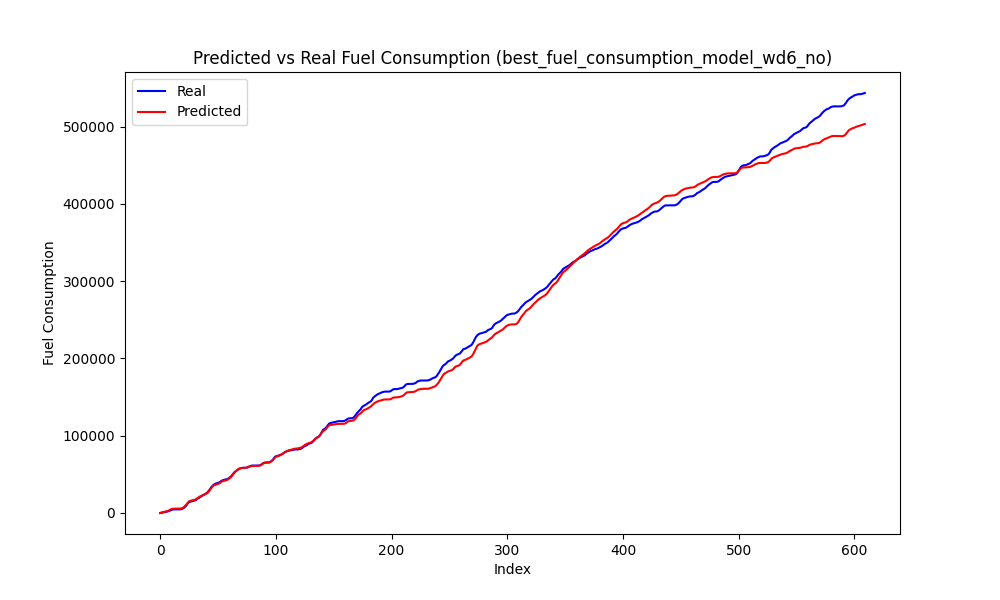 Predicted vs Real Fuel Consumption (best_fuel_consumption_model_wd6_no)
Real
Predicted
500000
400000
300000
200000
100000
0
Fuel Consumption
0 100 200 300 400 500 600
Index